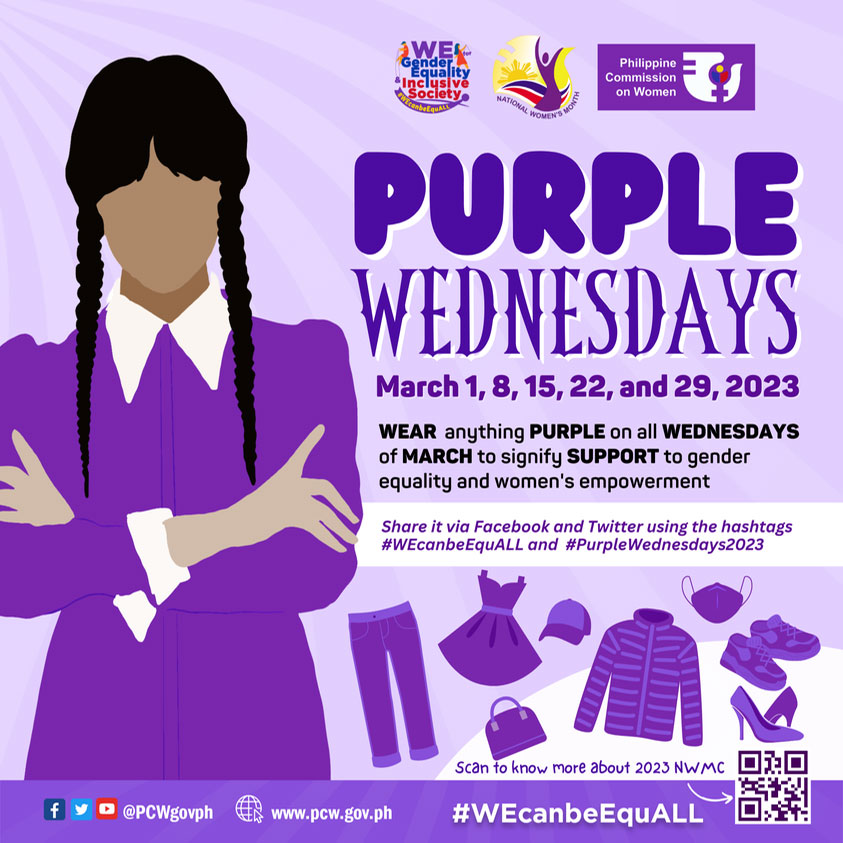 WE for
Gender
Equality
& Inclusive
Society
#WEcanbeEquALL
NATIONAL WOMEN'S MONTH
Philippine
Commission
on Women
PURPLE
WEDNESDAYS
March 1, 8, 15, 22, and 29, 2023
WEAR anything PURPLE on all WEDNESDAYS
of MARCH to signify SUPPORT to gender
equality and women's empowerment
Share it via Facebook and Twitter using the hashtags
#WEcanbeEquALL and #PurpleWednesdays2023
Scan to know more about 2023 NWMC
@PCWgovph
www.pcw.gov.ph
#WEcanbeEquALL